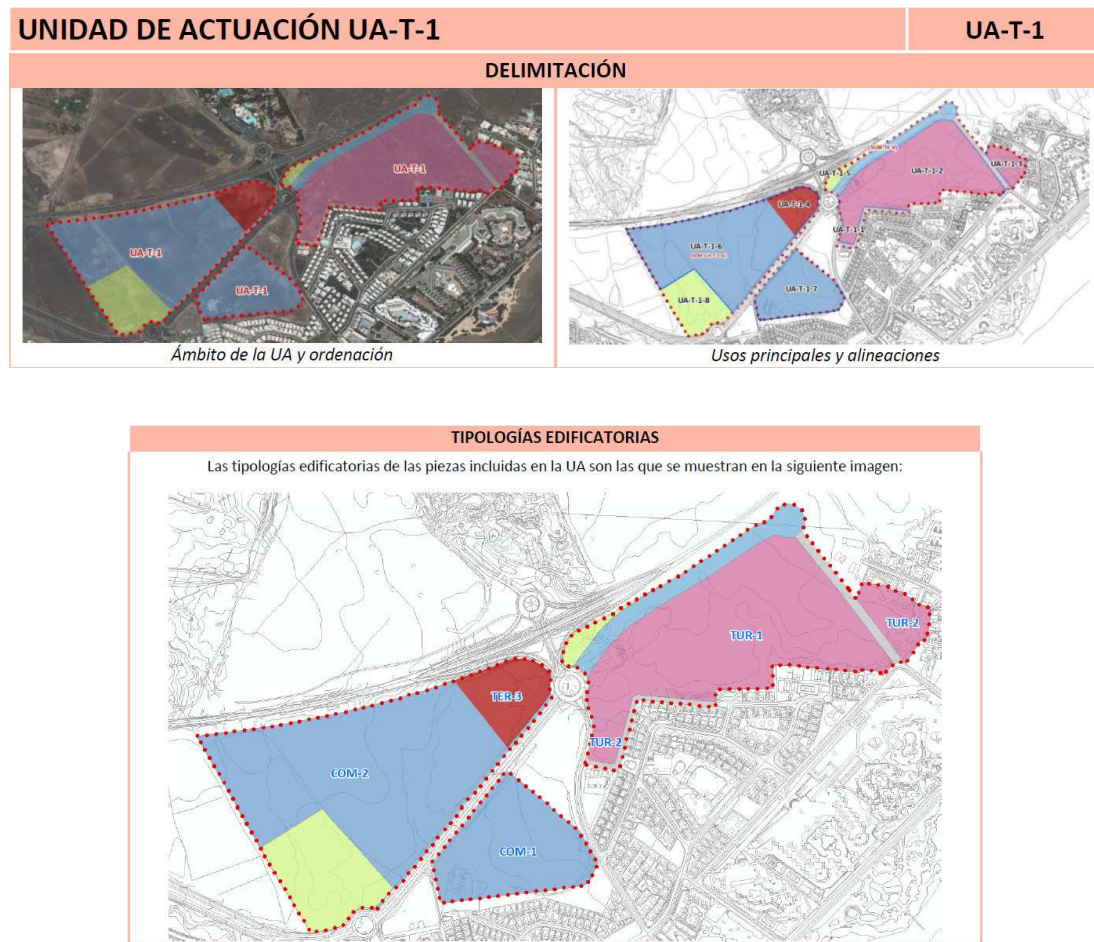 UNIDAD DE ACTUACIÓN UA-T-1
UA-T-1
DELIMITACIÓN
UA-T-1
UA-T-1
UA-T-1
UA-T-1-5
UA-T-1-2
UA-T-1-3
UA-T-1-4
UA-T-1-1
UA-T-1-6
UA-T-1-7
UA-T-1-8
Ámbito de la UA y ordenación
Usos principales y alineaciones
TIPOLOGÍAS EDIFICATORIAS
Las tipologías edificatorias de las piezas incluidas en la UA son las que se muestran en la siguiente imagen:
TUR-1
TUR-2
TER-3
TUR-2
COM-2
COM-1